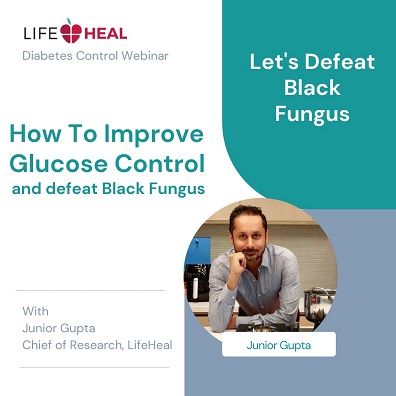 LIFE HEAL
Diabetes Control Webinar
Let's Defeat
Black
Fungus
How To Improve
Glucose Control
and defeat Black Fungus
With
Junior Gupta
Chief of Research, LifeHeal
Junior Gupta